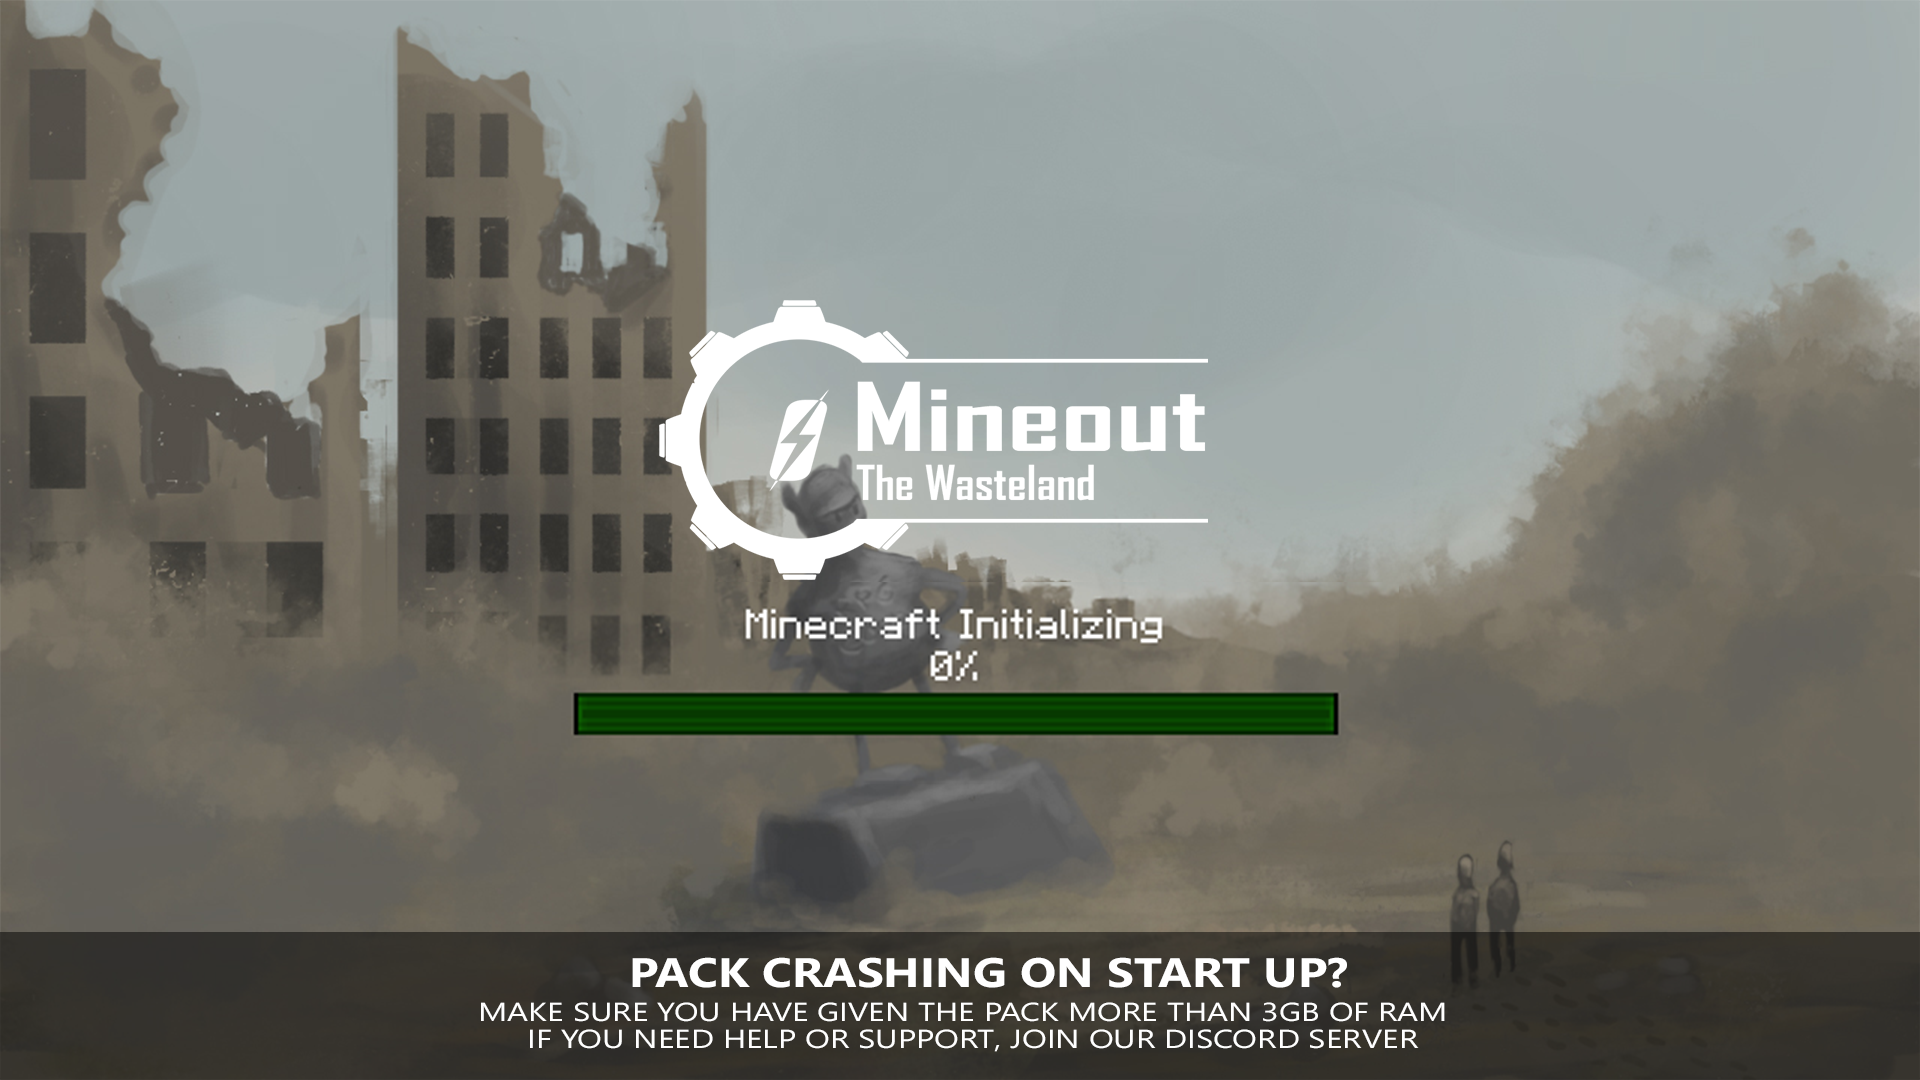 Mineout
The Wasteland
Minecraft Initializing
0%
PACK CRASHING ON START UP?
MAKE SURE YOU HAVE GIVEN THE PACK MORE THAN 3GB OF RAM
IF YOU NEED HELP OR SUPPORT, JOIN OUR DISCORD SERVER